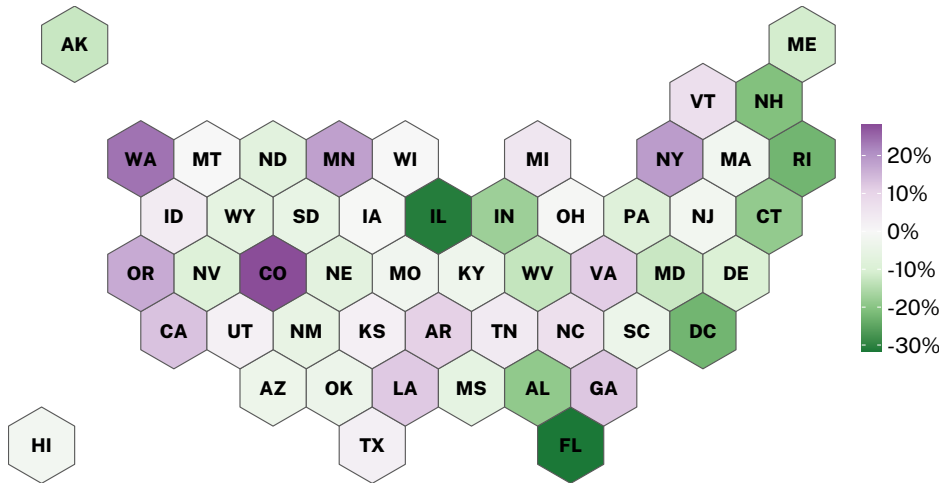 AK ME
VT NH
WA MT ND MN WI MI NY MA RI
ID WY SD IA IL IN OH PA NJ CT
OR NV CO NE MO KY WV VA MD DE
CA UT NM KS AR TN NC SC DC
AZ OK LA MS AL GA
HI TX FL
20%
10%
0%
-10%
-20%
-30%